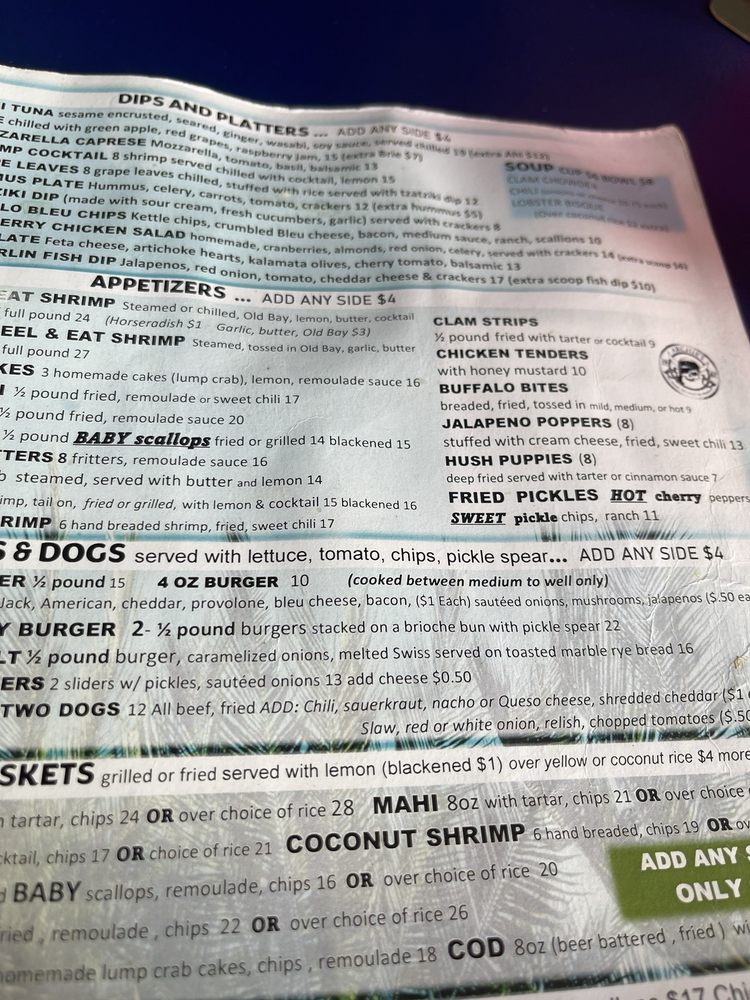 DIPS AND PLATTERS ... ADD ANY SIDE $4
I TUNA sesame encrusted, seared, ginger, wasabi, soy sauce, served chilled 19 (extra Ahi $12)
E chilled with green apple, red grapes, raspberry jam, 15 (extra Brie $7)
ZARELLA CAPRESE Mozzarella, tomato, basil, balsamic 13
MP COCKTAIL 8 shrimp served chilled with cocktail, lemon 15
PE LEAVES 8 grape leaves chilled, stuffed with rice served with tzatziki dip 12
MUS PLATE Hummus, celery, carrots, tomato, crackers 12 (extra hummus $5)
IKI DIP (made with sour cream, fresh cucumbers, garlic) served with crackers 8
LO BLEU CHIPS Kettle chips, crumbled Bleu cheese, bacon, medium sauce, ranch, scallions 10
ERRY CHICKEN SALAD homemade, cranberries, almonds, red onion, celery, served with crackers 14 (extra scoop $6)
LATE Feta cheese, artichoke hearts, kalamata olives, cherry tomato, balsamic 13
RLIN FISH DIP Jalapenos, red onion, tomato, cheddar cheese & crackers 17 (extra scoop fish dip $10)
SOUP CUP $6 BOWL $8
CLAM CHOWDER
CHILI
LOBSTER BISQUE
APPETIZERS ... ADD ANY SIDE $4
EAT SHRIMP Steamed or chilled, Old Bay, lemon, butter, cocktail
full pound 24 (Horseradish $1 Garlic, butter, Old Bay $3)
EEL & EAT SHRIMP Steamed, tossed in Old Bay, garlic, butter
full pound 27
KES 3 homemade cakes (lump crab), lemon, remoulade sauce 16
I ½ pound fried, remoulade or sweet chili 17
½ pound fried, remoulade sauce 20
½ pound BABY scallops fried or grilled 14 blackened 15
TTERS 8 fritters, remoulade sauce 16
b steamed, served with butter and lemon 14
imp, tail on, fried or grilled, with lemon & cocktail 15 blackened 16
RIMP 6 hand breaded shrimp, fried, sweet chili 17
CLAM STRIPS
½ pound fried with tarter or cocktail 9
CHICKEN TENDERS
with honey mustard 10
BUFFALO BITES
breaded, fried, tossed in mild, medium, or hot 9
JALAPENO POPPERS (8)
stuffed with cream cheese, fried, sweet chili 13
HUSH PUPPIES (8)
deep fried served with tarter or cinnamon sauce 7
FRIED PICKLES HOT cherry peppers
SWEET pickle chips, ranch 11
S & DOGS served with lettuce, tomato, chips, pickle spear... ADD ANY SIDE $4
ER ½ pound 15 4 OZ BURGER 10 (cooked between medium to well only)
Jack, American, cheddar, provolone, bleu cheese, bacon, ($1 Each) sautéed onions, mushrooms, jalapenos ($.50 ea
Y BURGER 2- ½ pound burgers stacked on a brioche bun with pickle spear 22
LT ½ pound burger, caramelized onions, melted Swiss served on toasted marble rye bread 16
ERS 2 sliders w/ pickles, sautéed onions 13 add cheese $0.50
TWO DOGS 12 All beef, fried ADD: Chili, sauerkraut, nacho or Queso cheese, shredded cheddar ($1
Slaw, red or white onion, relish, chopped tomatoes ($.50
SKETS grilled or fried served with lemon (blackened $1) over yellow or coconut rice $4 more
h tartar, chips 24 OR over choice of rice 28 MAHI 8oz with tartar, chips 21 OR over choice
cktail, chips 17 OR choice of rice 21 COCONUT SHRIMP 6 hand breaded, chips 19 OR ov
d BABY scallops, remoulade, chips 16 OR over choice of rice 20
ried, remoulade, chips 22 OR over choice of rice 26
omemade lump crab cakes, chips, remoulade 18 COD 8oz (beer battered, fried) wi
ADD ANY S
ONLY
$17 Chi